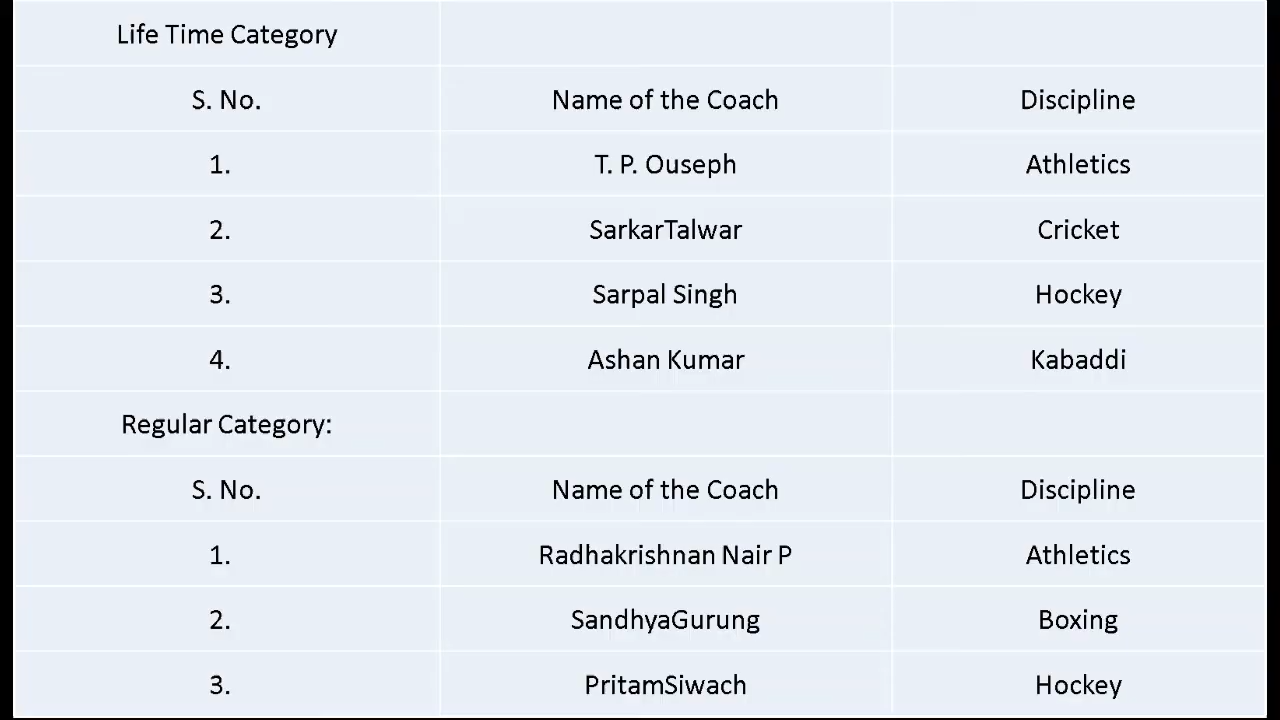 Life Time Category
S. No. Name of the Coach Discipline
1. T. P. Ouseph Athletics
2. SarkarTalwar Cricket
3. Sarpal Singh Hockey
4. Ashan Kumar Kabaddi
Regular Category:
S. No. Name of the Coach Discipline
1. Radhakrishnan Nair P Athletics
2. SandhyaGurung Boxing
3. PritamSiwach Hockey